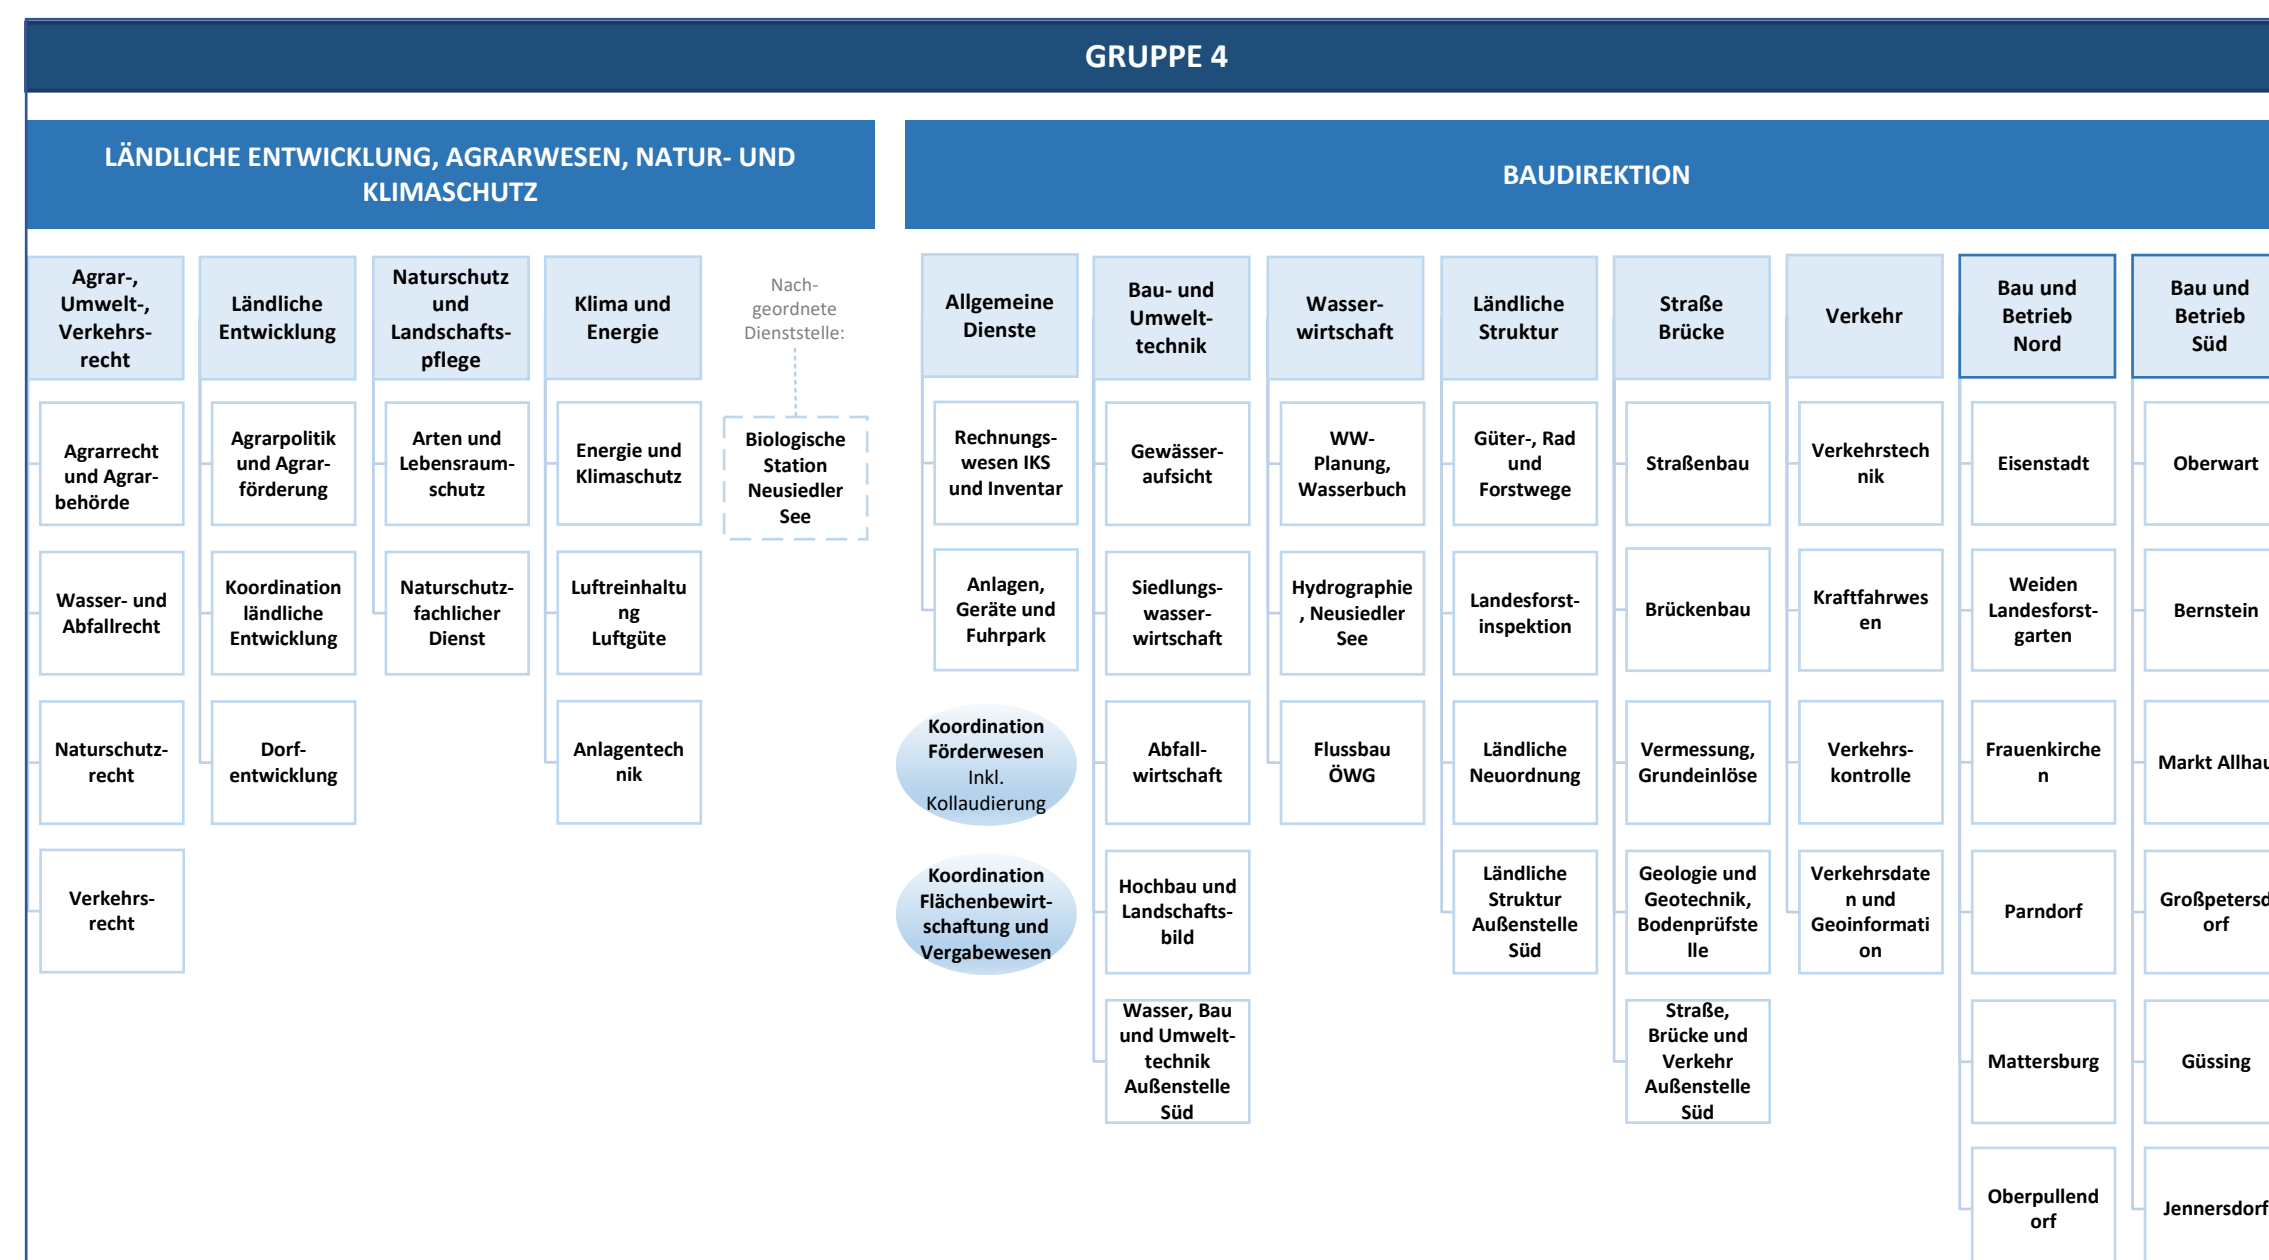 GRUPPE 4
LÄNDLICHE ENTWICKLUNG, AGRARWESEN, NATUR- UND
KLIMASCHUTZ
Agrar-,
Umwelt-,
Verkehrs-
recht
Agrarrecht
und Agrar-
behörde
Wasser- und
Abfallrecht
Naturschutz-
recht
Verkehrs-
recht
Ländliche
Entwicklung
Agrarpolitik
und Agrar-
förderung
Koordination
ländliche
Entwicklung
Dorf-
entwicklung
Naturschutz
und
Landschafts-
pflege
Arten und
Lebensraum-
schutz
Naturschutz-
fachlicher
Dienst
Klima und
Energie
Energie und
Klimaschutz
Luftreinhaltu
ng
Luftgüte
Anlagentech
nik
Nach-
geordnete
Dienststelle:
Biologische
Station
Neusiedler
See
BAUDIREKTION
Allgemeine
Dienste
Rechnungs-
wesen IKS
und Inventar
Anlagen,
Geräte und
Fuhrpark
Koordination
Förderwesen
Inkl.
Kollaudierung
Koordination
Flächenbewirt-
schaftung und
Vergabewesen
Bau- und
Umwelt-
technik
Gewässer-
aufsicht
Siedlungs-
wasser-
wirtschaft
Abfall-
wirtschaft
Hochbau und
Landschafts-
bild
Wasser, Bau
und Umwelt-
technik
Außenstelle
Süd
Wasser-
wirtschaft
WW-
Planung,
Wasserbuch
Hydrographie
, Neusiedler
See
Flussbau
ÖWG
Ländliche
Struktur
Güter-, Rad
und
Forstwege
Landesforst-
inspektion
Ländliche
Neuordnung
Ländliche
Struktur
Außenstelle
Süd
Straße
Brücke
Straßenbau
Brückenbau
Vermessung,
Grundeinlöse
Geologie und
Geotechnik,
Bodenprüfste
lle
Straße,
Brücke und
Verkehr
Außenstelle
Süd
Verkehr
Verkehrstech
nik
Kraftfahrwes
en
Verkehrs-
kontrolle
Verkehrsdate
n und
Geoinformati
on
Bau und
Betrieb
Nord
Eisenstadt
Weiden
Landesforst-
garten
Frauenkirche
n
Parndorf
Mattersburg
Oberpullend
orf
Bau und
Betrieb
Süd
Oberwart
Bernstein
Markt Allhau
Großpetersd
orf
Güssing
Jennersdorf